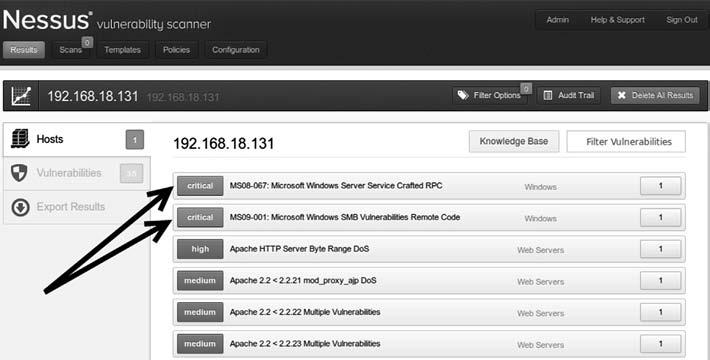 Nessus® vulnerability scanner
Admin Help & Support Sign Out
Results Scans 0 Templates Policies Configuration
192.168.18.131 192.168.18.131 Filter Options 0 Audit Trail Delete All Results
Hosts 1
192.168.18.131 Knowledge Base Filter Vulnerabilities
Vulnerabilities 35
Export Results
critical MS08-067: Microsoft Windows Server Service Crafted RPC Windows 1
critical MS09-001: Microsoft Windows SMB Vulnerabilities Remote Code Windows 1
high Apache HTTP Server Byte Range DoS Web Servers 1
medium Apache 2.2 < 2.2.21 mod_proxy_ajp DoS Web Servers 1
medium Apache 2.2 < 2.2.22 Multiple Vulnerabilities Web Servers 1
medium Apache 2.2 < 2.2.23 Multiple Vulnerabilities Web Servers 1